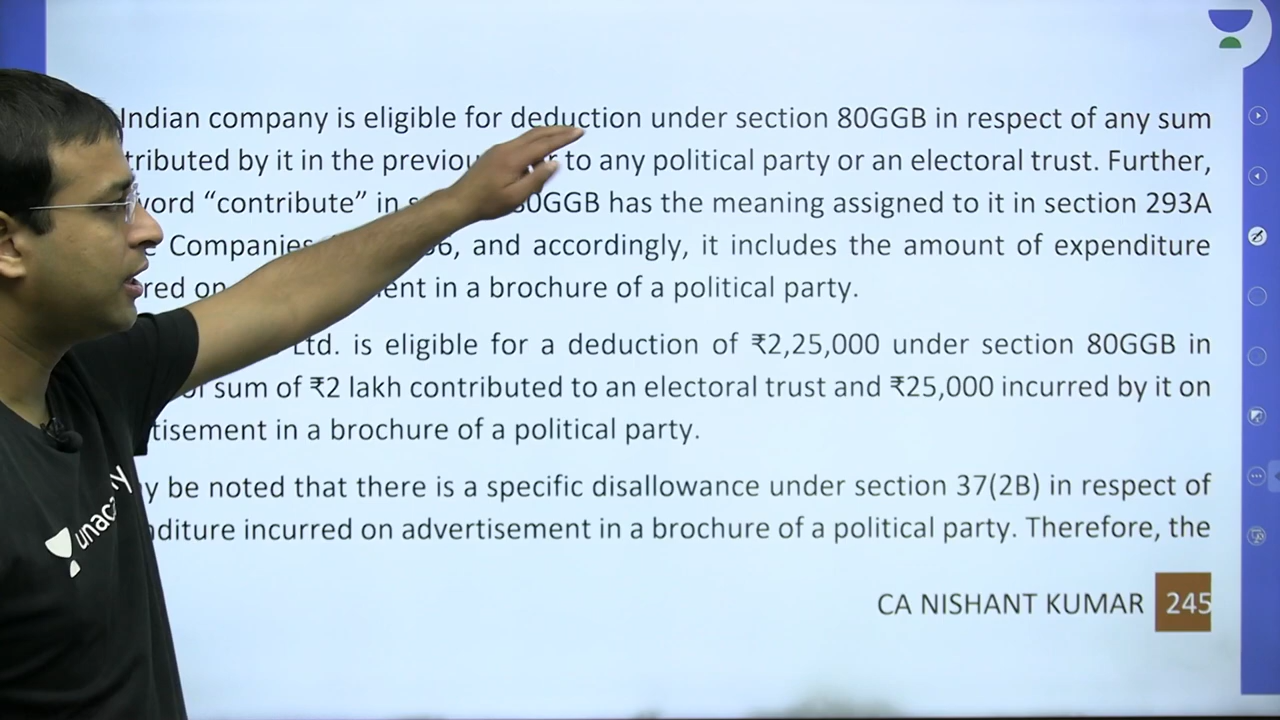 Indian company is eligible for deduction under section 80GGB in respect of any sum
tributed by it in the previou to any political party or an electoral trust. Further,
word “contribute” in 80GGB has the meaning assigned to it in section 293A
Companies 6, and accordingly, it includes the amount of expenditure
red on ent in a brochure of a political party.
Ltd. is eligible for a deduction of ₹2,25,000 under section 80GGB in
sum of ₹2 lakh contributed to an electoral trust and ₹25,000 incurred by it on
tisement in a brochure of a political party.
y be noted that there is a specific disallowance under section 37(2B) in respect of
diture incurred on advertisement in a brochure of a political party. Therefore, the
CA NISHANT KUMAR 245
unac y